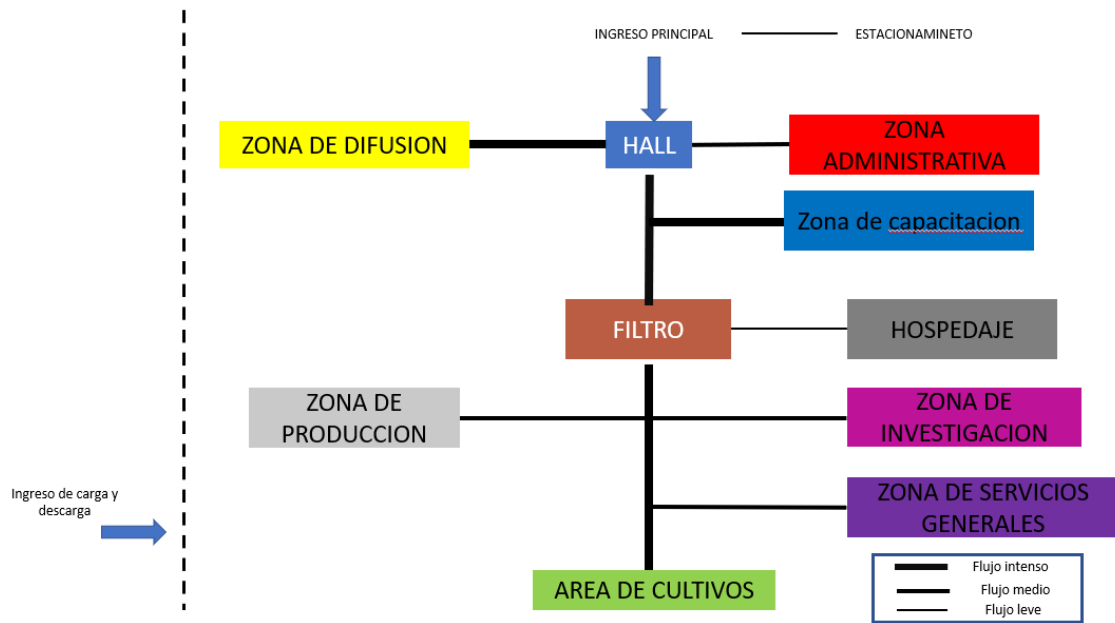 INGRESO PRINCIPAL
ESTACIONAMINETO
ZONA DE DIFUSION
HALL
ZONA
ADMINISTRATIVA
Zona de capacitacion
FILTRO
HOSPEDAJE
ZONA DE
PRODUCCION
ZONA DE
INVESTIGACION
Ingreso de carga y
descarga
ZONA DE SERVICIOS
GENERALES
AREA DE CULTIVOS
Flujo intenso
Flujo medio
Flujo leve